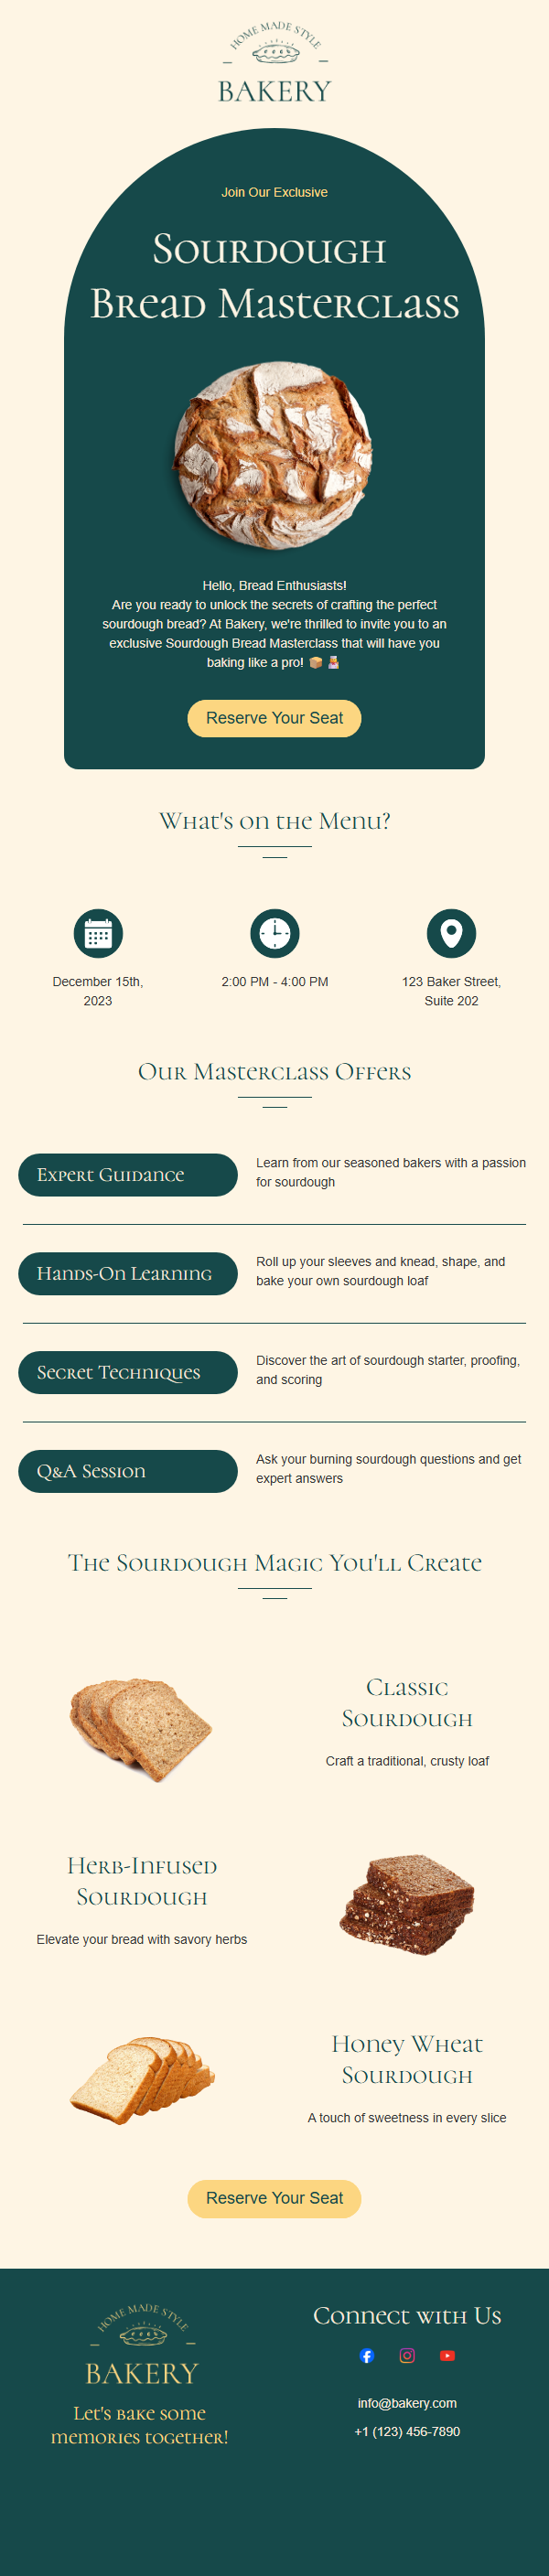 HOME MADE STYLE
BAKERY
Join Our Exclusive
Sourdough
Bread Masterclass
Hello, Bread Enthusiasts!
Are you ready to unlock the secrets of crafting the perfect
sourdough bread? At Bakery, we're thrilled to invite you to an
exclusive Sourdough Bread Masterclass that will have you
baking like a pro! 📦 👩‍🍳
Reserve Your Seat
What's on the Menu?
December 15th,
2023
2:00 PM - 4:00 PM
123 Baker Street,
Suite 202
Our Masterclass Offers
Expert Guidance
Learn from our seasoned bakers with a passion
for sourdough
Hands-On Learning
Roll up your sleeves and knead, shape, and
bake your own sourdough loaf
Secret Techniques
Discover the art of sourdough starter, proofing,
and scoring
Q&A Session
Ask your burning sourdough questions and get
expert answers
The Sourdough Magic You'll Create
Classic
Sourdough
Craft a traditional, crusty loaf
Herb-Infused
Sourdough
Elevate your bread with savory herbs
Honey Wheat
Sourdough
A touch of sweetness in every slice
Reserve Your Seat
HOME MADE STYLE
BAKERY
Let's bake some
memories together!
Connect with Us
info@bakery.com
+1 (123) 456-7890